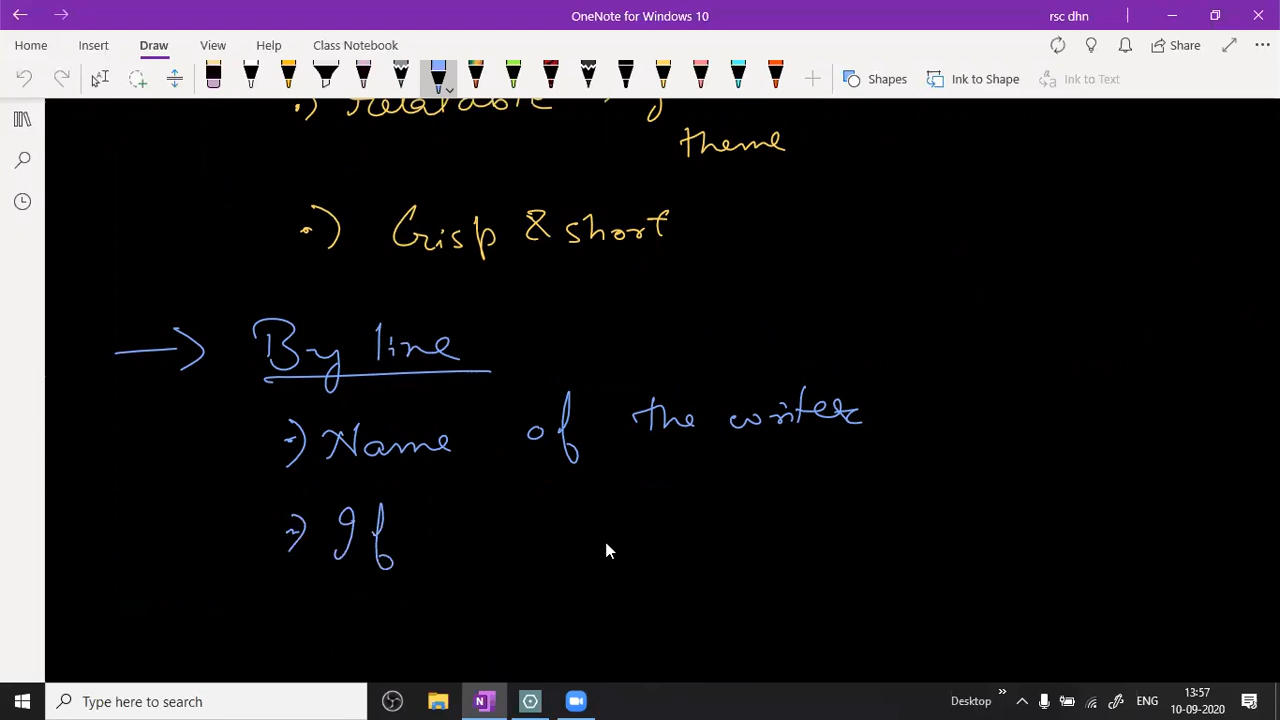 OneNote for Windows 10
rsc dhn
Home Insert Draw View Help Class Notebook
Share
Shapes Ink to Shape Ink to Text
.) Relatable
theme
.) Crisp & short
→ By line
.) Name of the writer
.) If
Type here to search
Desktop
ENG
13:57
10-09-2020